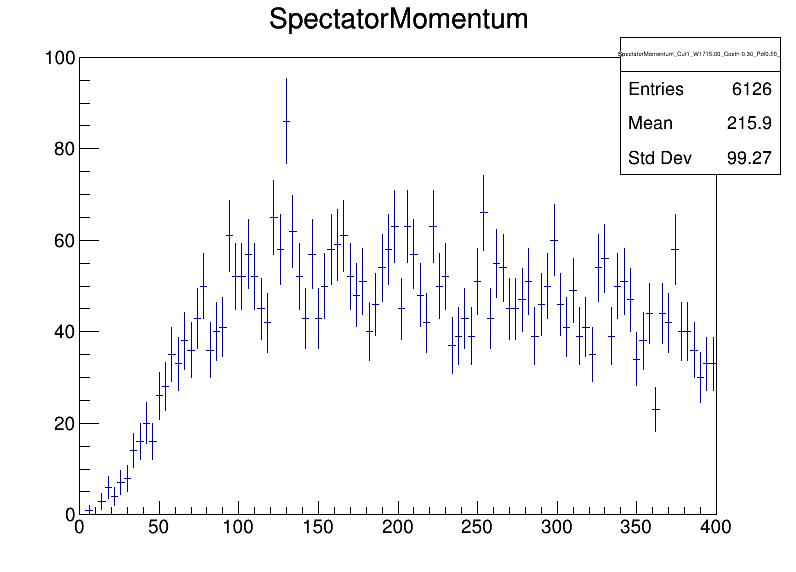 SpectatorMomentum
SpectatorMomentum_Cut1_W1715.00_Costh-0.30_Pol0.50_
Entries 6126
Mean 215.9
Std Dev 99.27
100
80
60
40
20
0
0 50 100 150 200 250 300 350 400